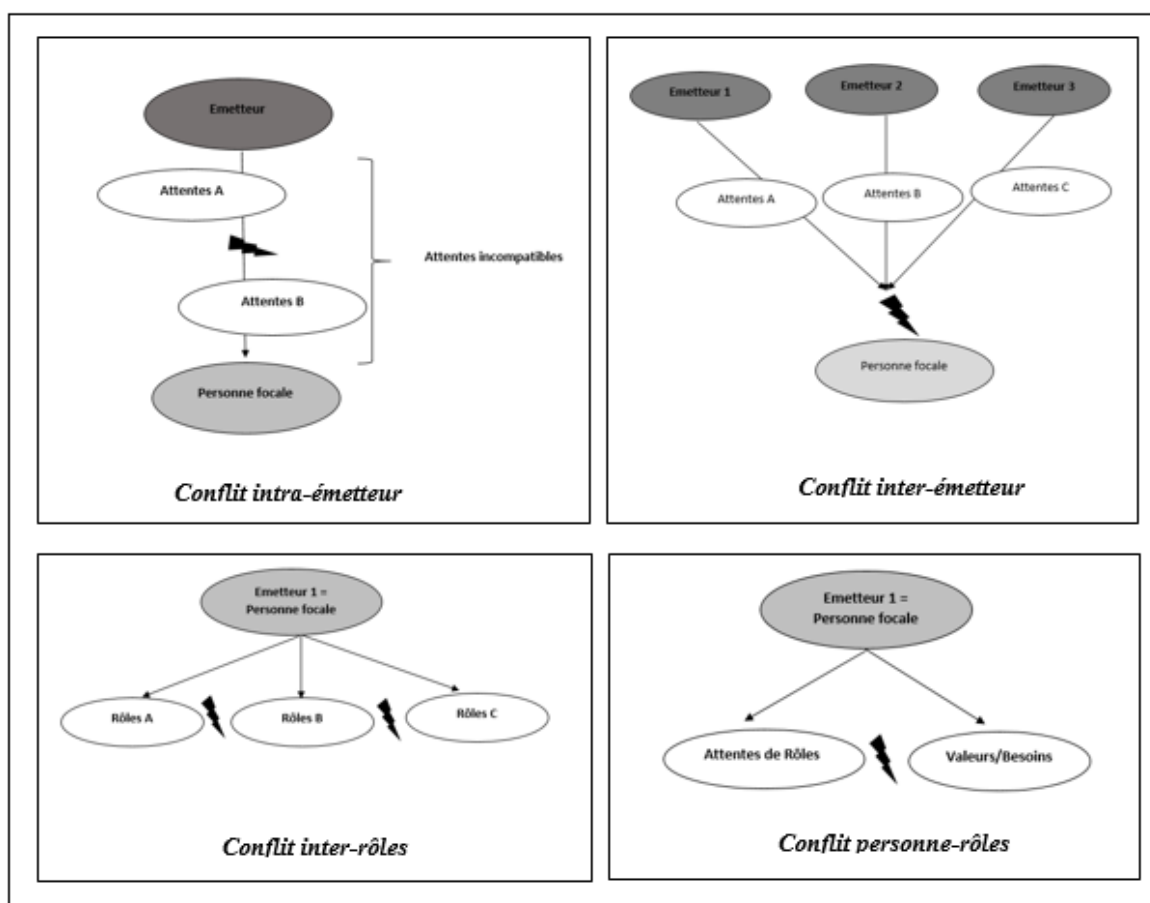 Emetteur
Attentes A
Attentes incompatibles
Attentes B
Personne focale
Conflit intra-émetteur
Emetteur 1
Emetteur 2
Emetteur 3
Attentes A
Attentes B
Attentes C
Personne focale
Conflit inter-émetteur
Emetteur 1 =
Personne focale
Rôles A
Rôles B
Rôles C
Conflit inter-rôles
Emetteur 1 =
Personne focale
Attentes de Rôles
Valeurs/Besoins
Conflit personne-rôles